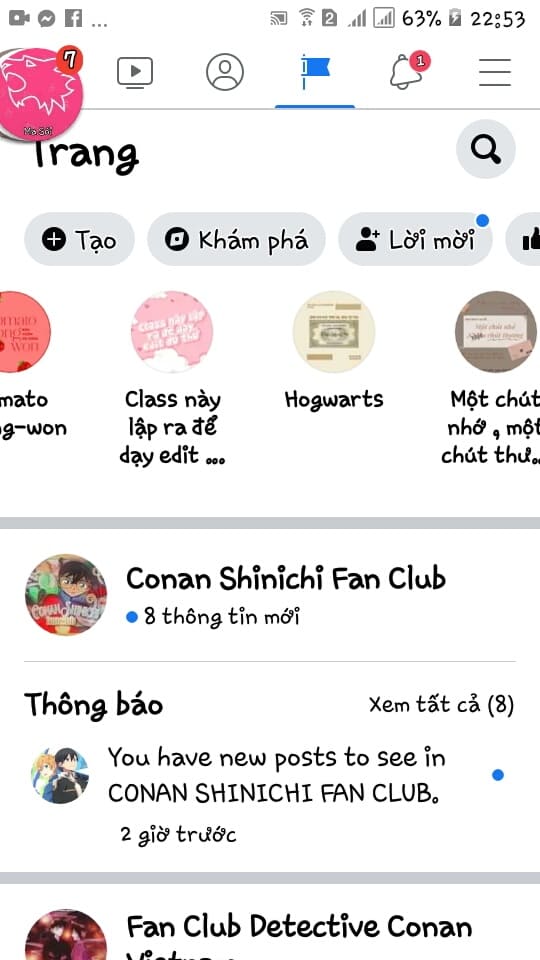 ... 2 63% 22:53
7
1
Ma Sói
Trang
Tạo
Khám phá
Lời mời
mato
g-won
Class này
lập ra để
dạy edit ...
Hogwarts
Một chút
nhớ , một
chút thư..
Conan Shinichi Fan Club
8 thông tin mới
Thông báo
Xem tất cả (8)
You have new posts to see in
CONAN SHINICHI FAN CLUB.
2 giờ trước
Fan Club Detective Conan